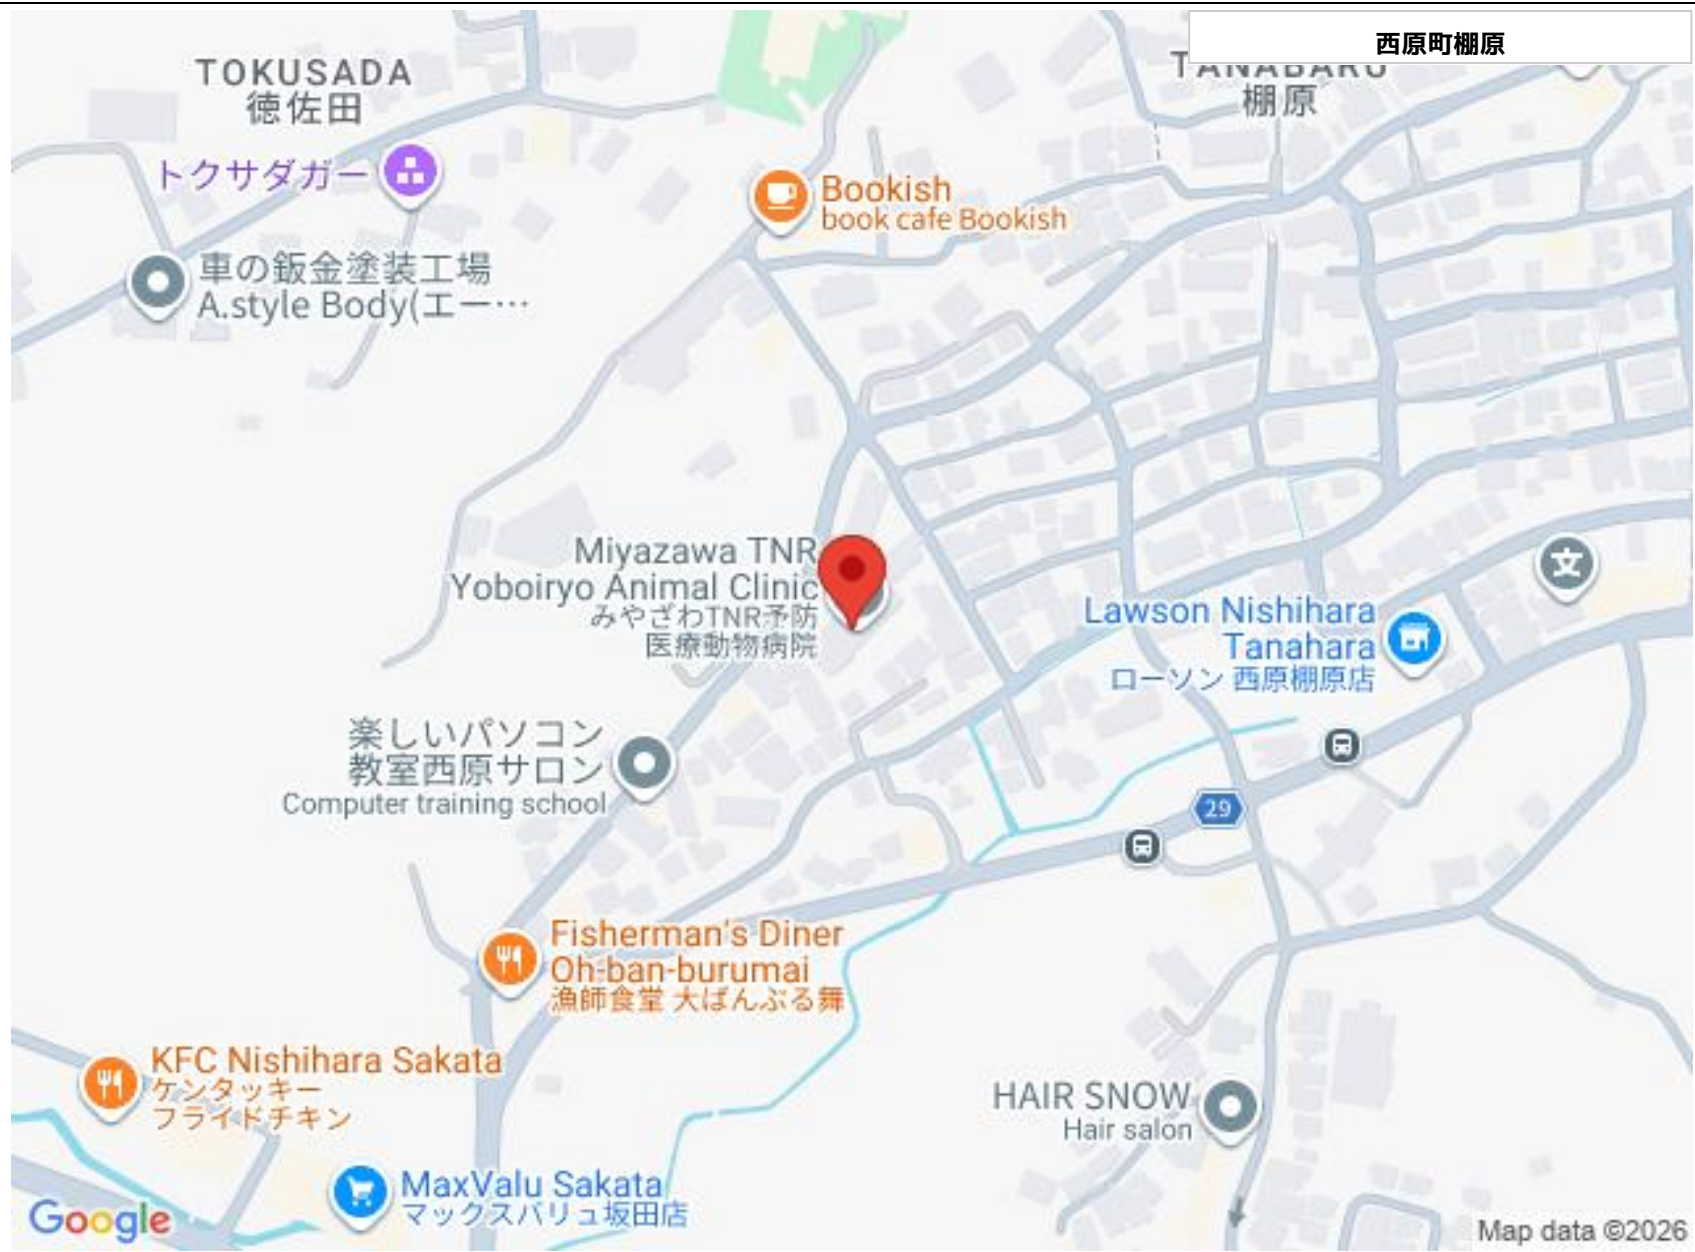 西原町棚原
TOKUSADA
徳佐田
TANABARU
棚原
トクサダガー
Bookish
book cafe Bookish
車の鈑金塗装工場
A.style Body(エー…
Miyazawa TNR
Yoboiryo Animal Clinic
みやざわTNR予防
医療動物病院
文
Lawson Nishihara
Tanahara
ローソン 西原棚原店
楽しいパソコン
教室西原サロン
Computer training school
29
Fisherman's Diner
Oh-ban-burumai
漁師食堂 大ばんぶる舞
KFC Nishihara Sakata
ケンタッキー
フライドチキン
HAIR SNOW
Hair salon
MaxValu Sakata
マックスバリュ坂田店
Google
Map data ©2026